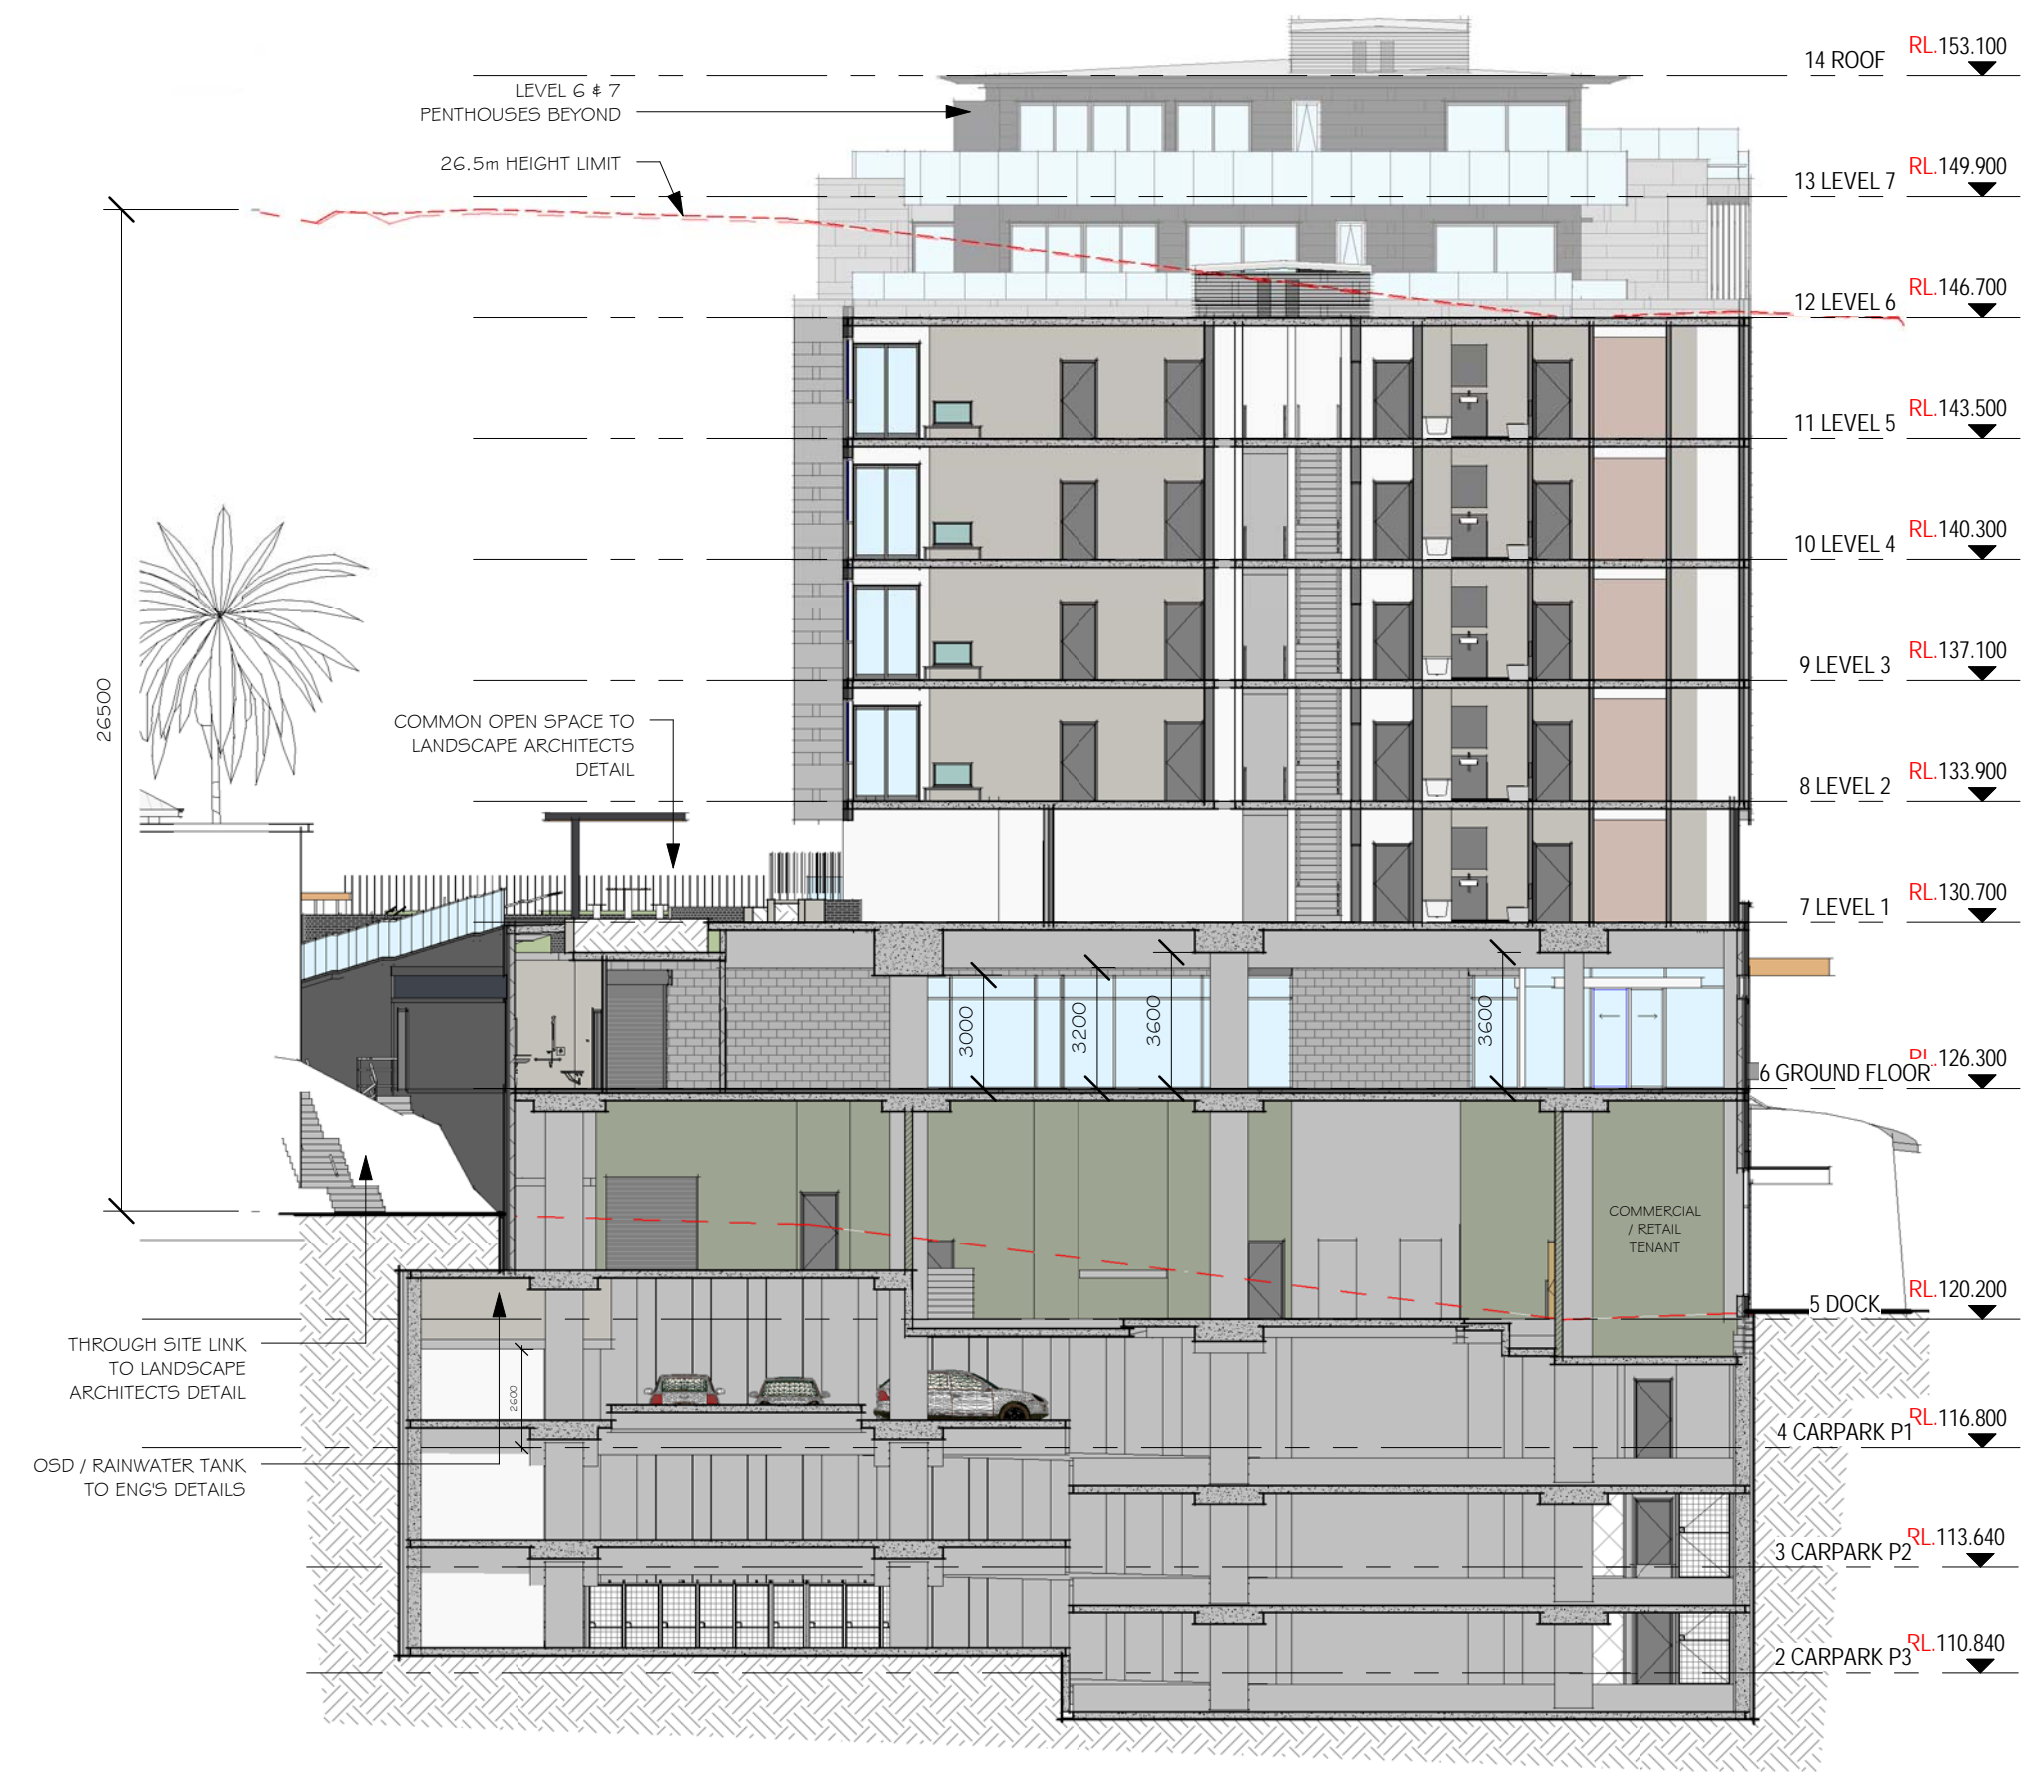 14 ROOF RL.153.100
LEVEL 6 & 7
PENTHOUSES BEYOND
26.5m HEIGHT LIMIT
13 LEVEL 7 RL.149.900
12 LEVEL 6 RL.146.700
11 LEVEL 5 RL.143.500
10 LEVEL 4 RL.140.300
9 LEVEL 3 RL.137.100
26500
COMMON OPEN SPACE TO
LANDSCAPE ARCHITECTS
DETAIL
8 LEVEL 2 RL.133.900
7 LEVEL 1 RL.130.700
3000
3200
3600
3600
6 GROUND FLOOR RL.126.300
COMMERCIAL
/ RETAIL
TENANT
5 DOCK RL.120.200
THROUGH SITE LINK
TO LANDSCAPE
ARCHITECTS DETAIL
2600
4 CARPARK P1 RL.116.800
OSD / RAINWATER TANK
TO ENG'S DETAILS
3 CARPARK P2 RL.113.640
2 CARPARK P3 RL.110.840